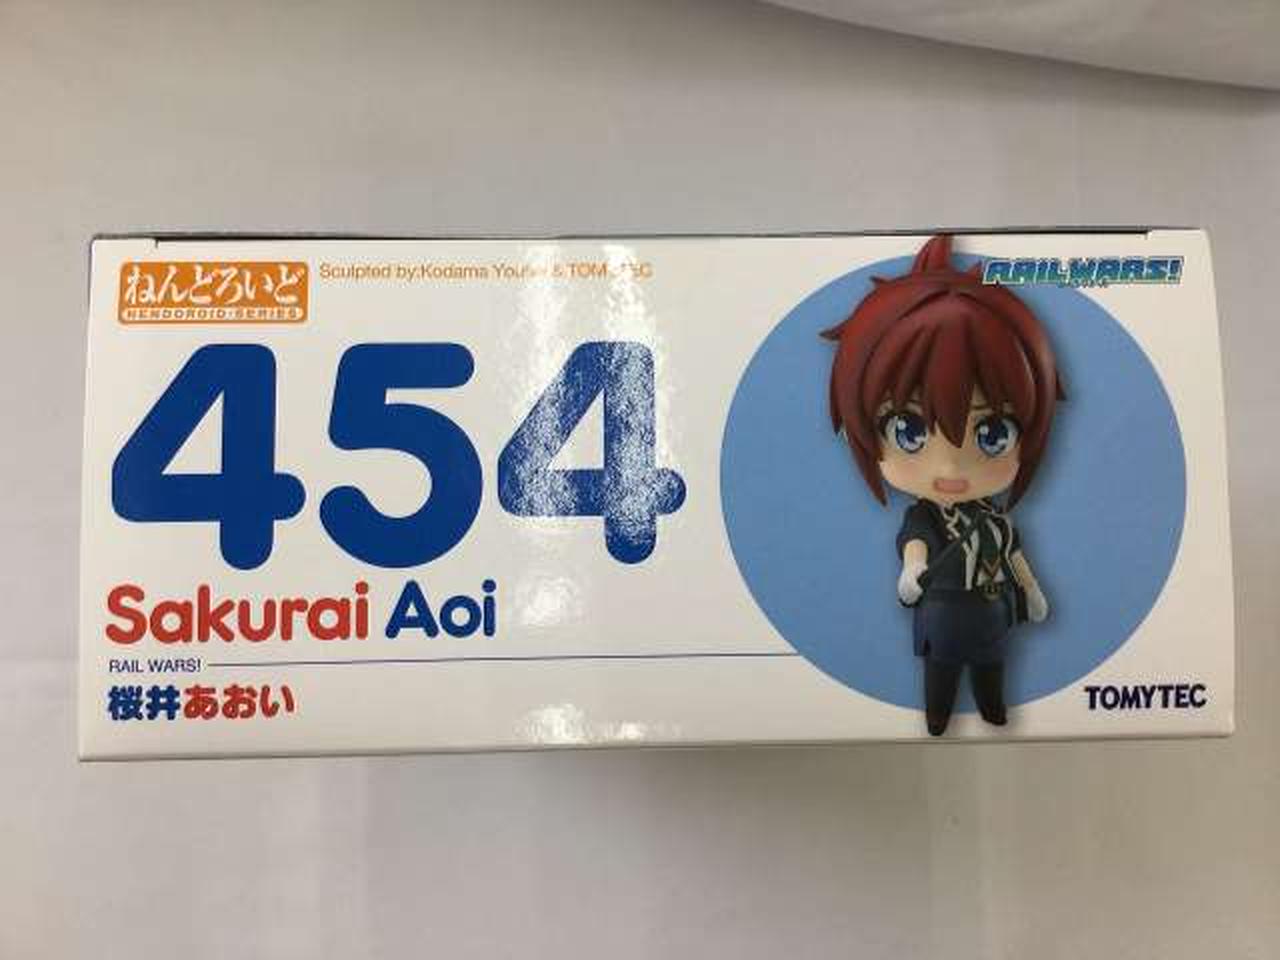 ねんどろいど
NENDOROID SERIES
Sculpted by:Kodama & TOMYTEC
RAIL WARS!
454
Sakurai Aoi
RAIL WARS!
桜井あおい
TOMYTEC